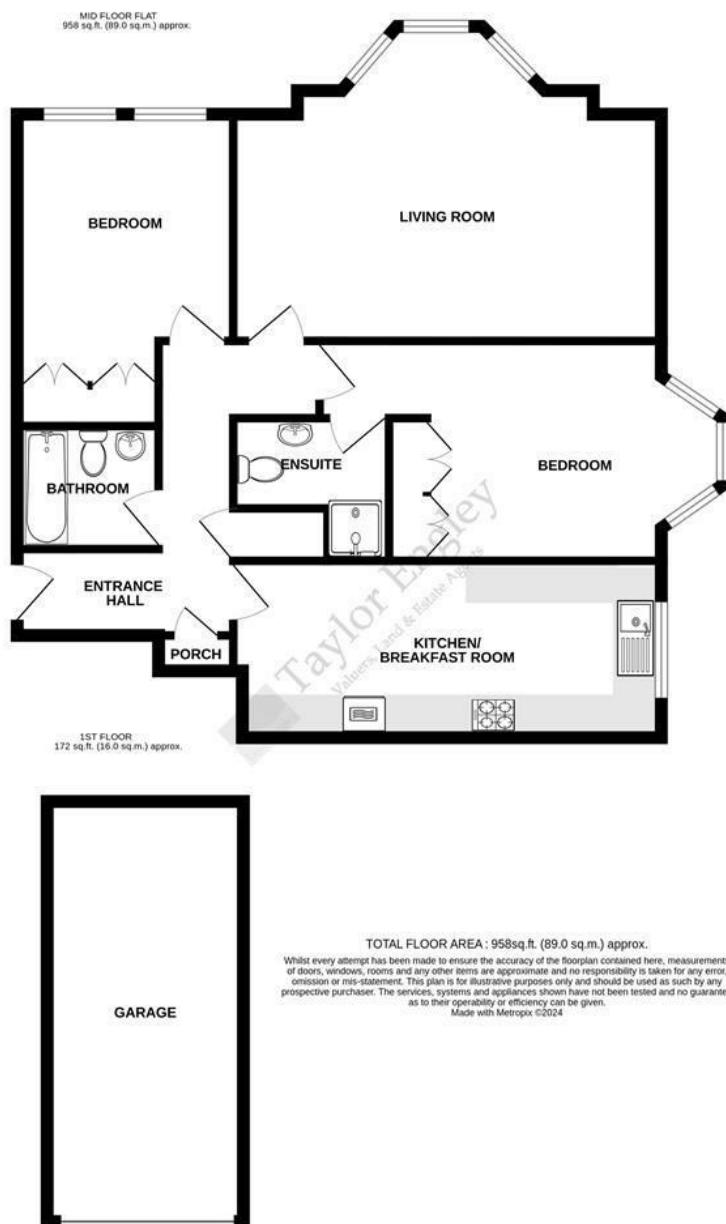 MID FLOOR FLAT
958 sq.ft. (89.0 sq.m.) approx.
BEDROOM
LIVING ROOM
ENSUITE
BEDROOM
BATHROOM
ENTRANCE
HALL
KITCHEN/
BREAKFAST ROOM
PORCH
Taylor Engley
Valuers, Land & Estate Agents
1ST FLOOR
172 sq.ft. (16.0 sq.m.) approx.
GARAGE
TOTAL FLOOR AREA : 958sq.ft. (89.0 sq.m.) approx.
Whilst every attempt has been made to ensure the accuracy of the floorplan contained here, measurements
of doors, windows, rooms and any other items are approximate and no responsibility is taken for any error,
omission or mis-statement. This plan is for illustrative purposes only and should be used as such by any
prospective purchaser. The services, systems and appliances shown have not been tested and no guarantee
as to their operability or efficiency can be given.
Made with Metropix ©2024